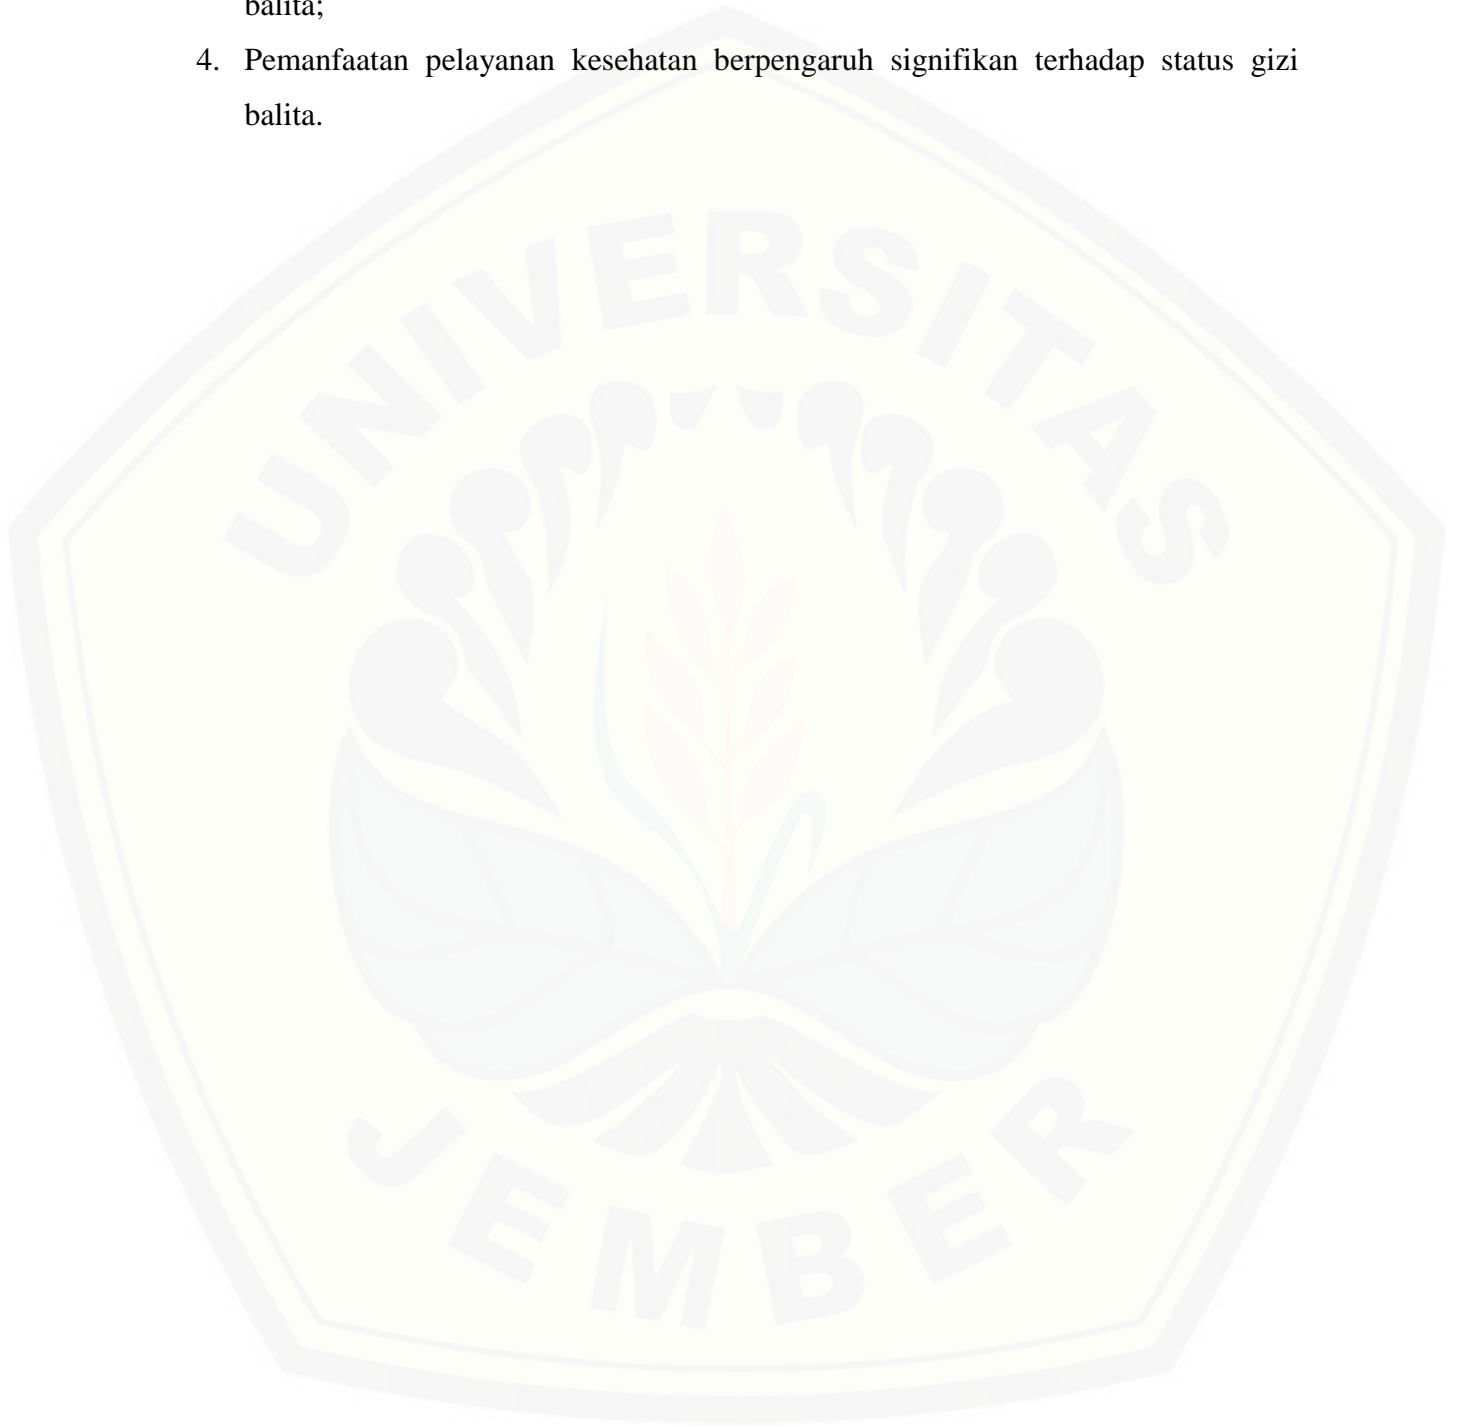 balita;
4. Pemanfaatan pelayanan kesehatan berpengaruh signifikan terhadap status gizi
balita.
UNIVERSITAS
JEMBER